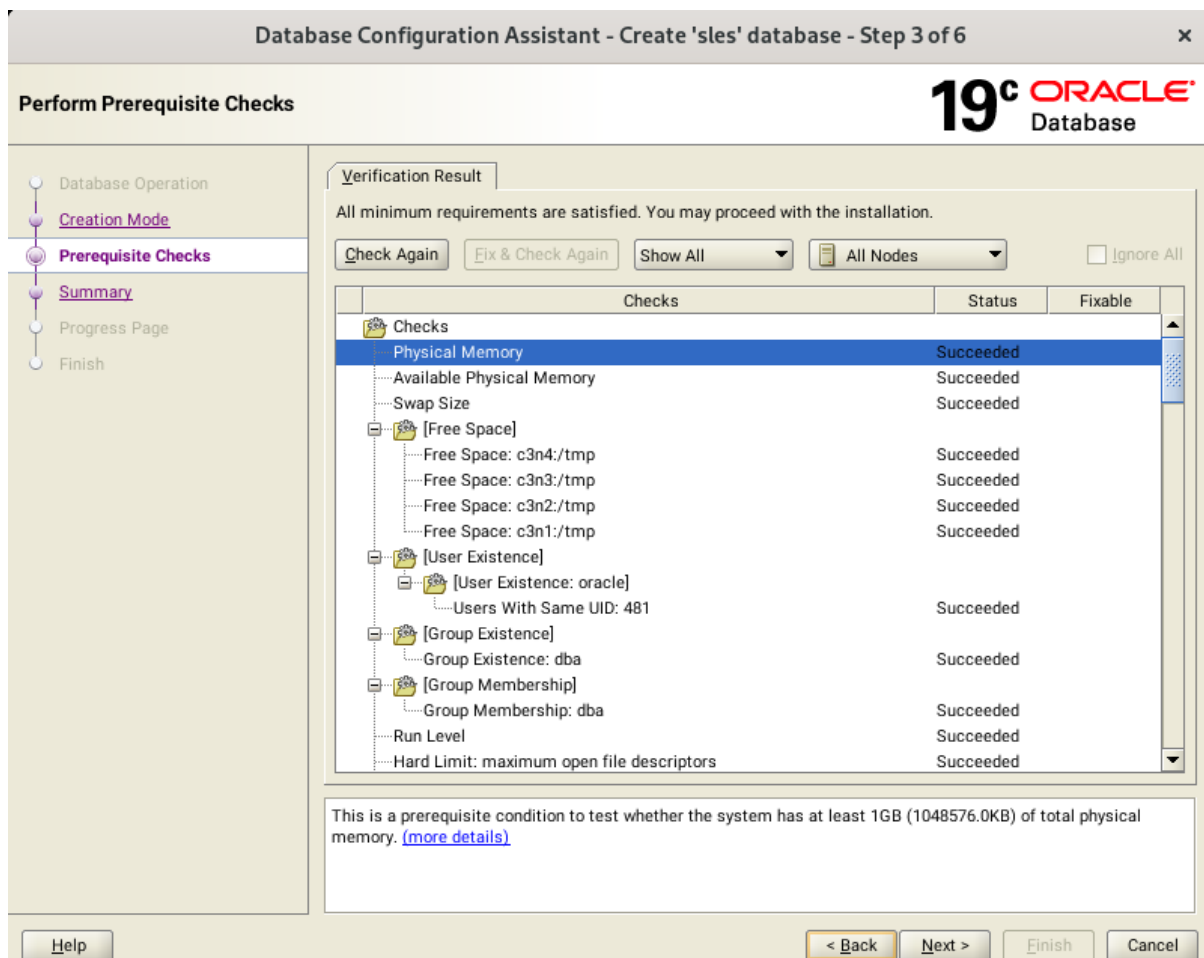 Database Configuration Assistant - Create 'sles' database - Step 3 of 6 ×
Perform Prerequisite Checks
19c ORACLE Database
Database Operation
Creation Mode
Prerequisite Checks
Summary
Progress Page
Finish
Verification Result
All minimum requirements are satisfied. You may proceed with the installation.
Check Again Fix & Check Again Show All All Nodes Ignore All
Checks Status Fixable
Checks
Physical Memory Succeeded
Available Physical Memory Succeeded
Swap Size Succeeded
[Free Space]
Free Space: c3n4:/tmp Succeeded
Free Space: c3n3:/tmp Succeeded
Free Space: c3n2:/tmp Succeeded
Free Space: c3n1:/tmp Succeeded
[User Existence]
[User Existence: oracle]
Users With Same UID: 481 Succeeded
[Group Existence]
Group Existence: dba Succeeded
[Group Membership]
Group Membership: dba Succeeded
Run Level Succeeded
Hard Limit: maximum open file descriptors Succeeded
This is a prerequisite condition to test whether the system has at least 1GB (1048576.0KB) of total physical
memory. (more details)
Help < Back Next > Finish Cancel